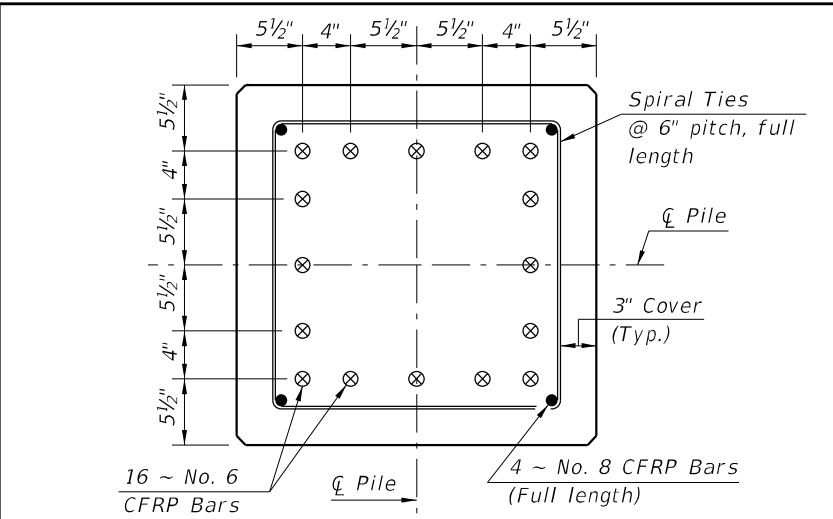 5½" 4" 5½" 5½" 4" 5½"
5½"
4"
5½"
5½"
4"
5½"
Spiral Ties
@ 6" pitch, full
length
℄ Pile
3" Cover
(Typ.)
16 ~ No. 6
CFRP Bars
℄ Pile
4 ~ No. 8 CFRP Bars
(Full length)